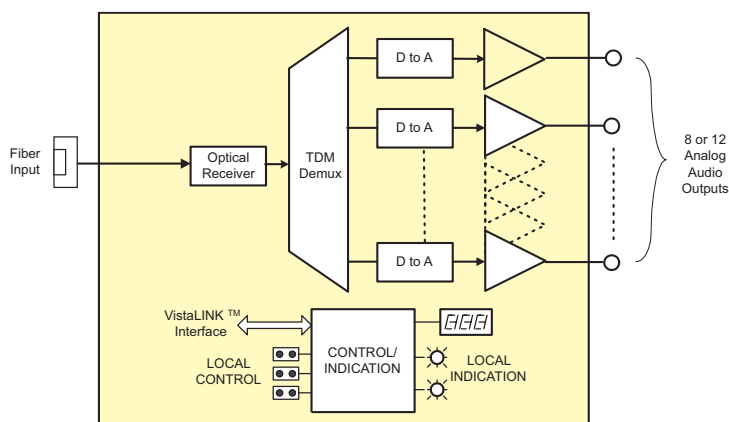 D to A
D to A
8 or 12
Analog
Audio
Outputs
Fiber
Input
Optical
Receiver
TDM
Demux
D to A
VistaLINK ™
Interface
LOCAL
CONTROL
CONTROL/
INDICATION
LOCAL
INDICATION